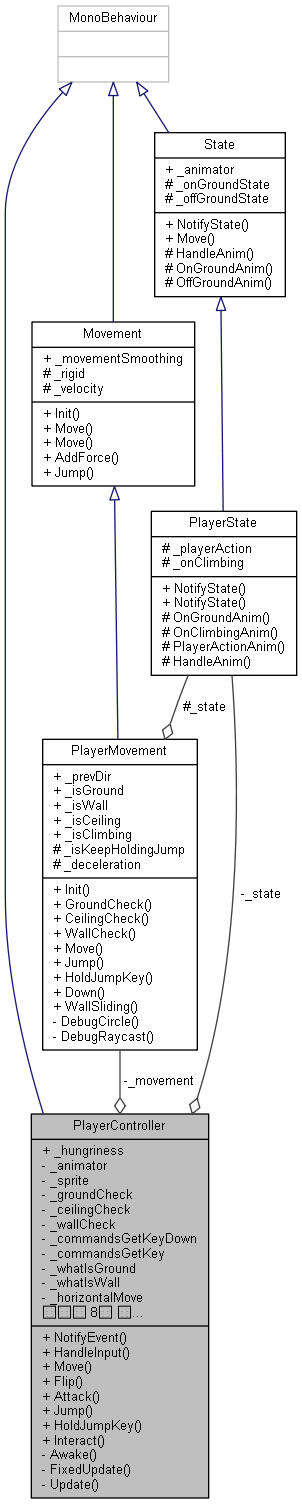 MonoBehaviour
State
+ _animator
# _onGroundState
# _offGroundState
+ NotifyState()
+ Move()
# HandleAnim()
# OnGroundAnim()
# OffGroundAnim()
Movement
+ _movementSmoothing
# _rigid
# _velocity
+ Init()
+ Move()
+ Move()
+ AddForce()
+ Jump()
PlayerState
# _playerAction
# _onClimbing
+ NotifyState()
+ NotifyState()
# OnGroundAnim()
# OnClimbingAnim()
# PlayerActionAnim()
# HandleAnim()
#_state
PlayerMovement
+ _prevDir
+ _isGround
+ _isWall
+ _isCeiling
+ _isClimbing
# _isKeepHoldingJump
# _deceleration
+ Init()
+ GroundCheck()
+ CeilingCheck()
+ WallCheck()
+ Move()
+ Jump()
+ HoldJumpKey()
+ Down()
+ WallSliding()
- DebugCircle()
- DebugRaycast()
-_state
-_movement
PlayerController
+ _hungriness
- _animator
- _sprite
- _groundCheck
- _ceilingCheck
- _wallCheck
- _commandsGetKeyDown
- _commandsGetKey
- _whatIsGround
- _whatIsWall
- _horizontalMove
8 ...
+ NotifyEvent()
+ HandleInput()
+ Move()
+ Flip()
+ Attack()
+ Jump()
+ HoldJumpKey()
+ Interact()
- Awake()
- FixedUpdate()
- Update()